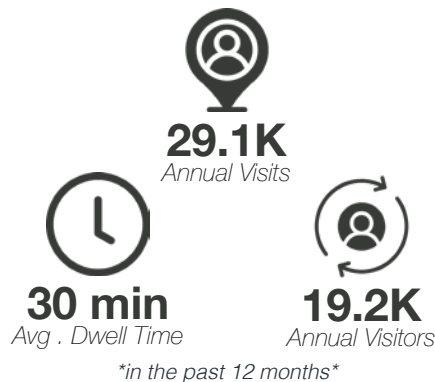 29.1K
Annual Visits
30 min
Avg . Dwell Time
19.2K
Annual Visitors
*in the past 12 months*